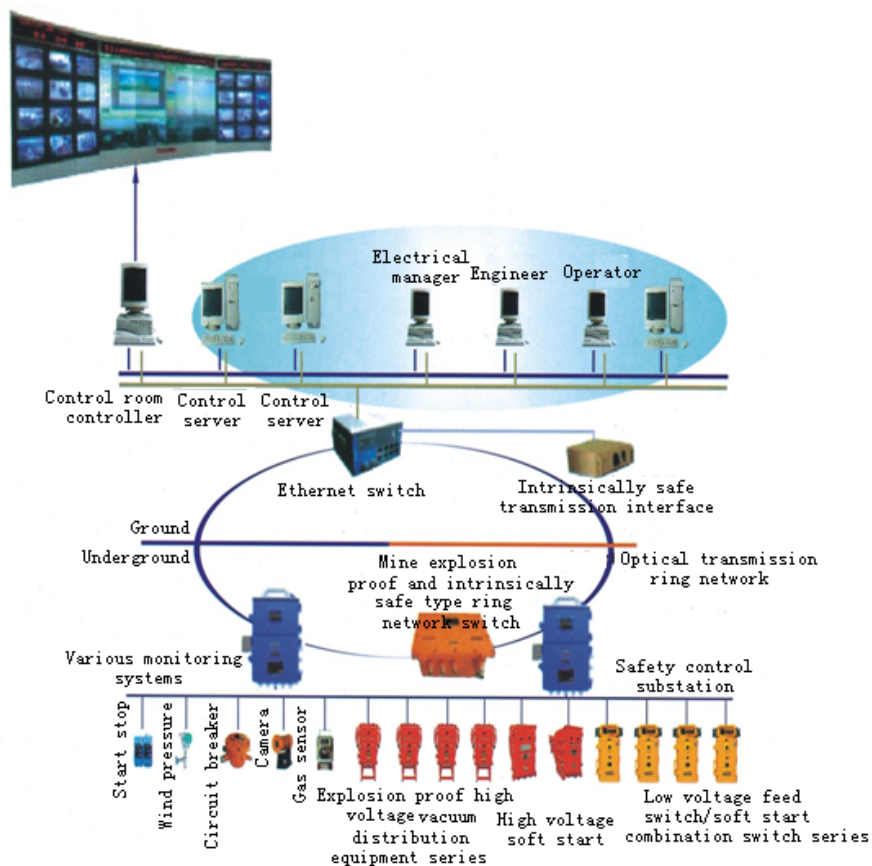 Electrical
manager
Engineer
Operator
Control room
controller
Control
server
Control
server
Ethernet switch
Intrinsically safe
transmission interface
Ground
Underground
Mine explosion
proof and intrinsically
safe type ring
network switch
Optical transmission
ring network
Various monitoring
systems
Safety control
substation
Start stop
Wind pressure
Circuit breaker
Camera
Gas sensor
Explosion proof high
voltage vacuum
distribution
equipment series
High voltage
soft start
Low voltage feed
switch/soft start
combination switch series